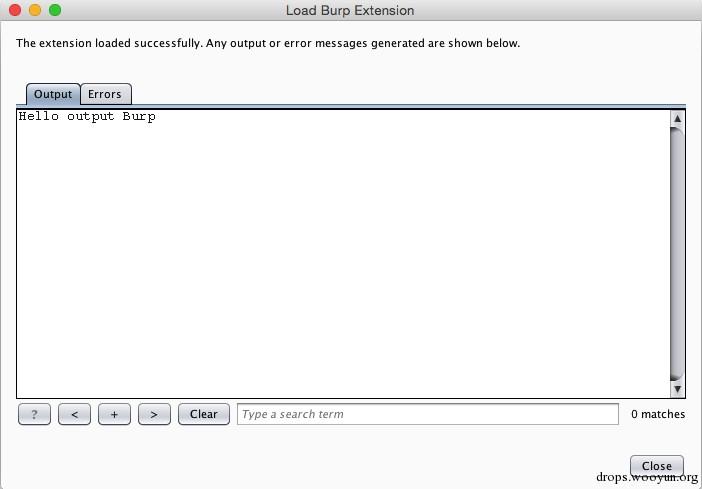 Load Burp Extension
The extension loaded successfully. Any output or error messages generated are shown below.
Output Errors
Hello output Burp
? < + > Clear Type a search term 0 matches
Close
drops.wooyun.org